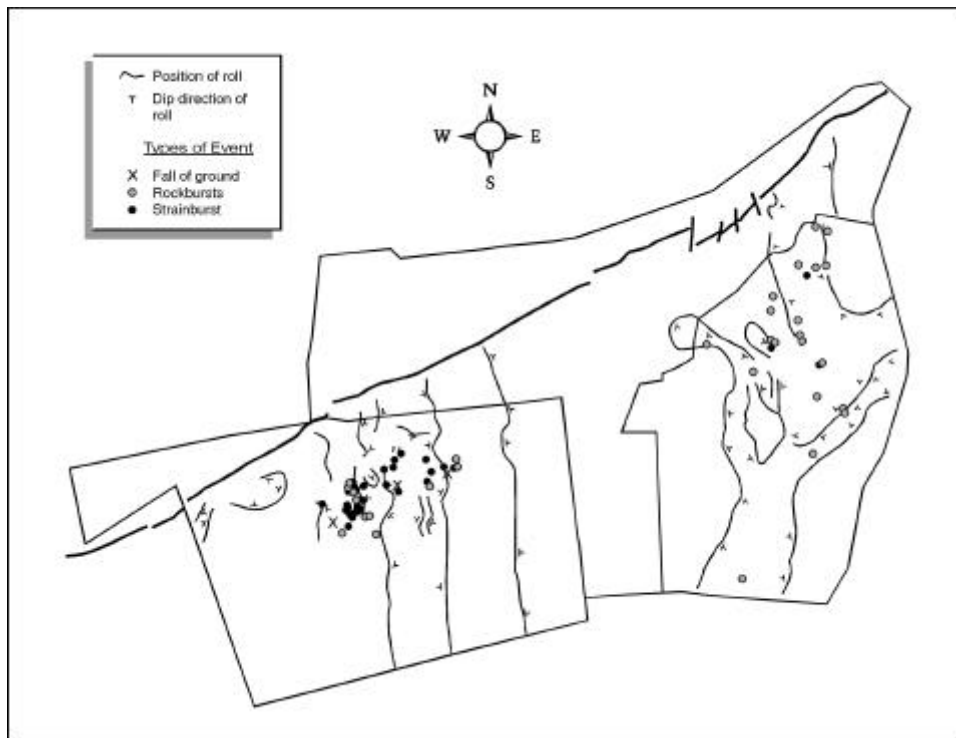 Position of roll
Dip direction of
roll
Types of Event
Fall of ground
Rockbursts
Strainburst
N
W E
S